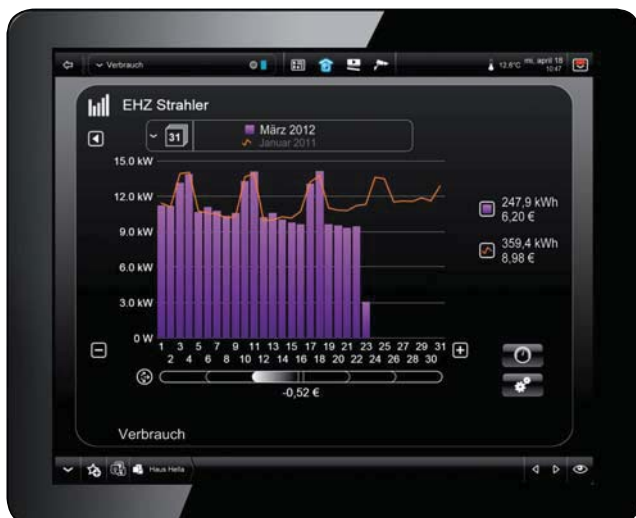 Verbrauch
12.6°C
mi, april 18
10:47
EHZ Strahler
31
März 2012
Januar 2011
15.0 kW
12.0 kW
9.0 kW
6.0 kW
3.0 kW
0 W
1 3 5 7 9 11 13 15 17 19 21 23 25 27 29 31
2 4 6 8 10 12 14 16 18 20 22 24 26 28 30
247,9 kWh
6,20 €
359,4 kWh
8,98 €
-0,52 €
Verbrauch
Haus Hella